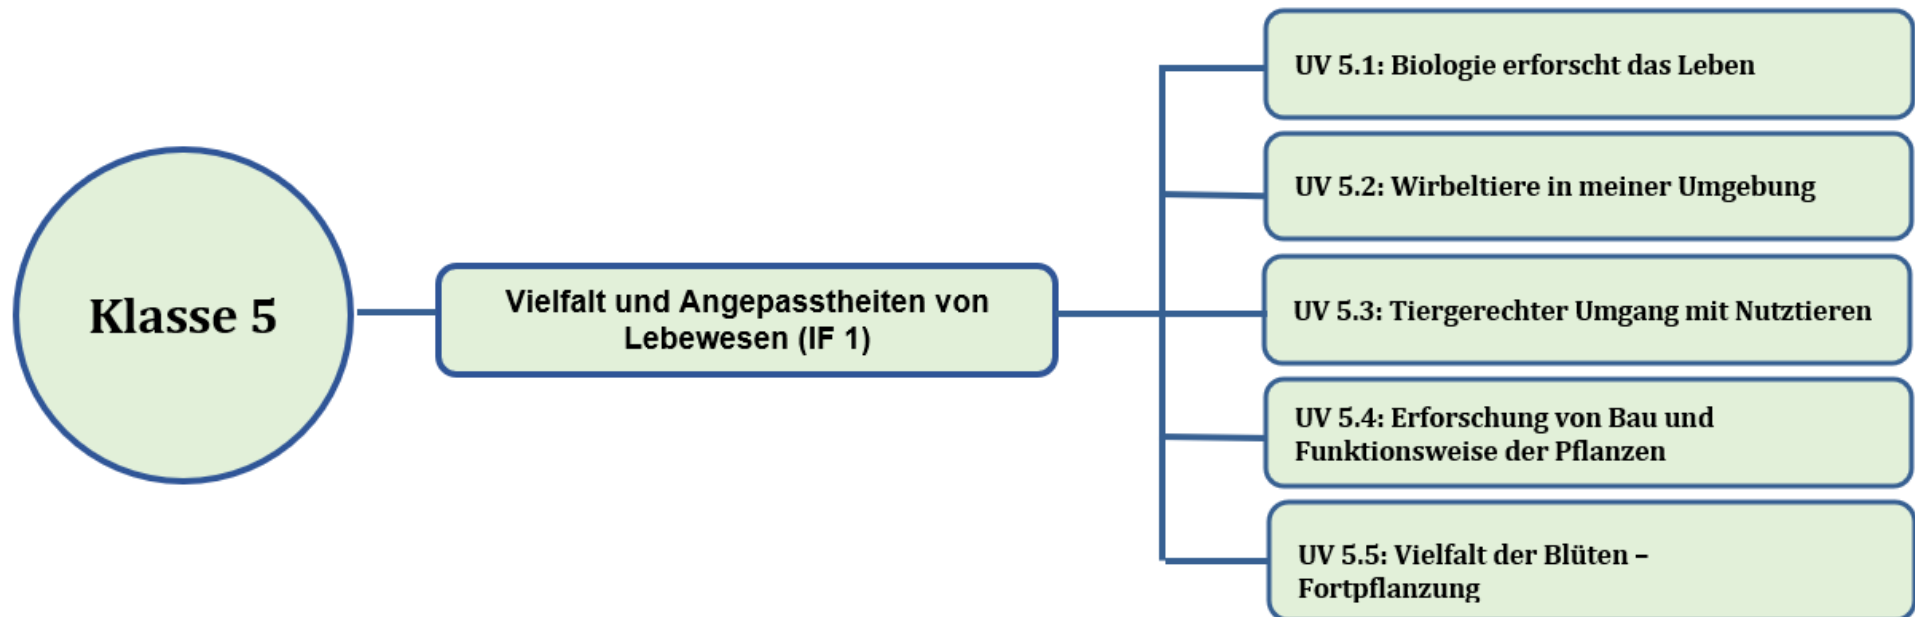 Klasse 5
Vielfalt und Angepasstheiten von
Lebewesen (IF 1)
UV 5.1: Biologie erforscht das Leben
UV 5.2: Wirbeltiere in meiner Umgebung
UV 5.3: Tiergerechter Umgang mit Nutztieren
UV 5.4: Erforschung von Bau und
Funktionsweise der Pflanzen
UV 5.5: Vielfalt der Blüten –
Fortpflanzung